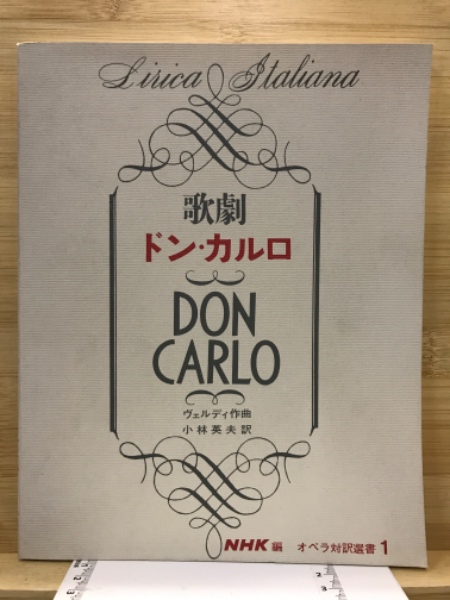 Lirica Italiana
歌劇
ドン・カルロ
DON
CARLO
ヴェルディ作曲
小林英夫訳
NHK編 オペラ対訳選書1